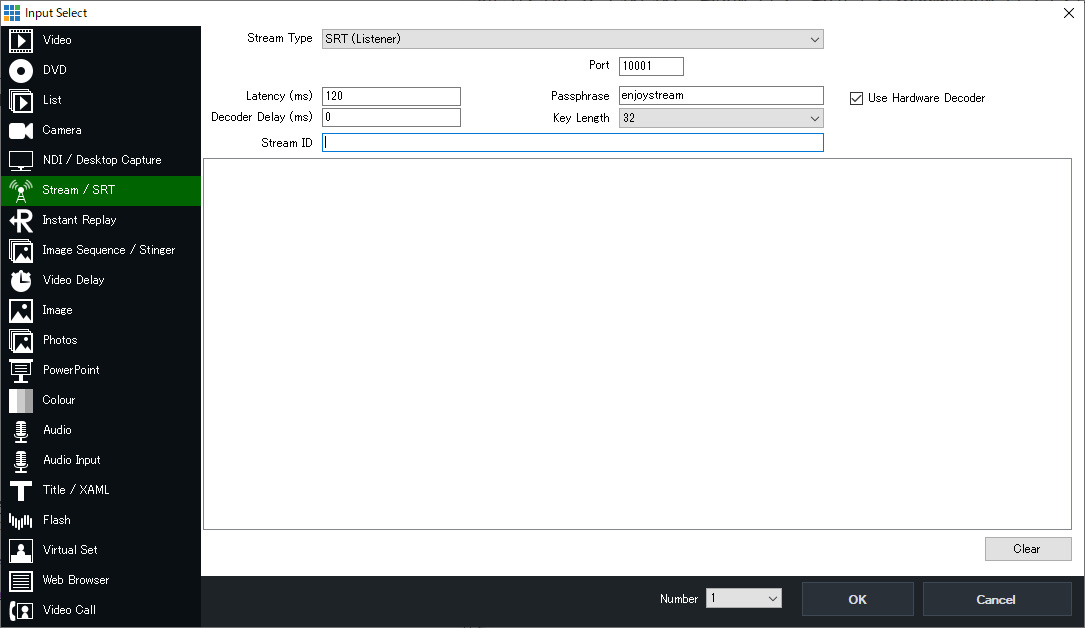 Input Select
Video
DVD
List
Camera
NDI / Desktop Capture
Stream / SRT
Instant Replay
Image Sequence / Stinger
Video Delay
Image
Photos
PowerPoint
Colour
Audio
Audio Input
Title / XAML
Flash
Virtual Set
Web Browser
Video Call
Stream Type SRT (Listener)
Port 10001
Latency (ms) 120 Passphrase enjoystream Use Hardware Decoder
Decoder Delay (ms) 0 Key Length 32
Stream ID
Clear
Number 1 OK Cancel